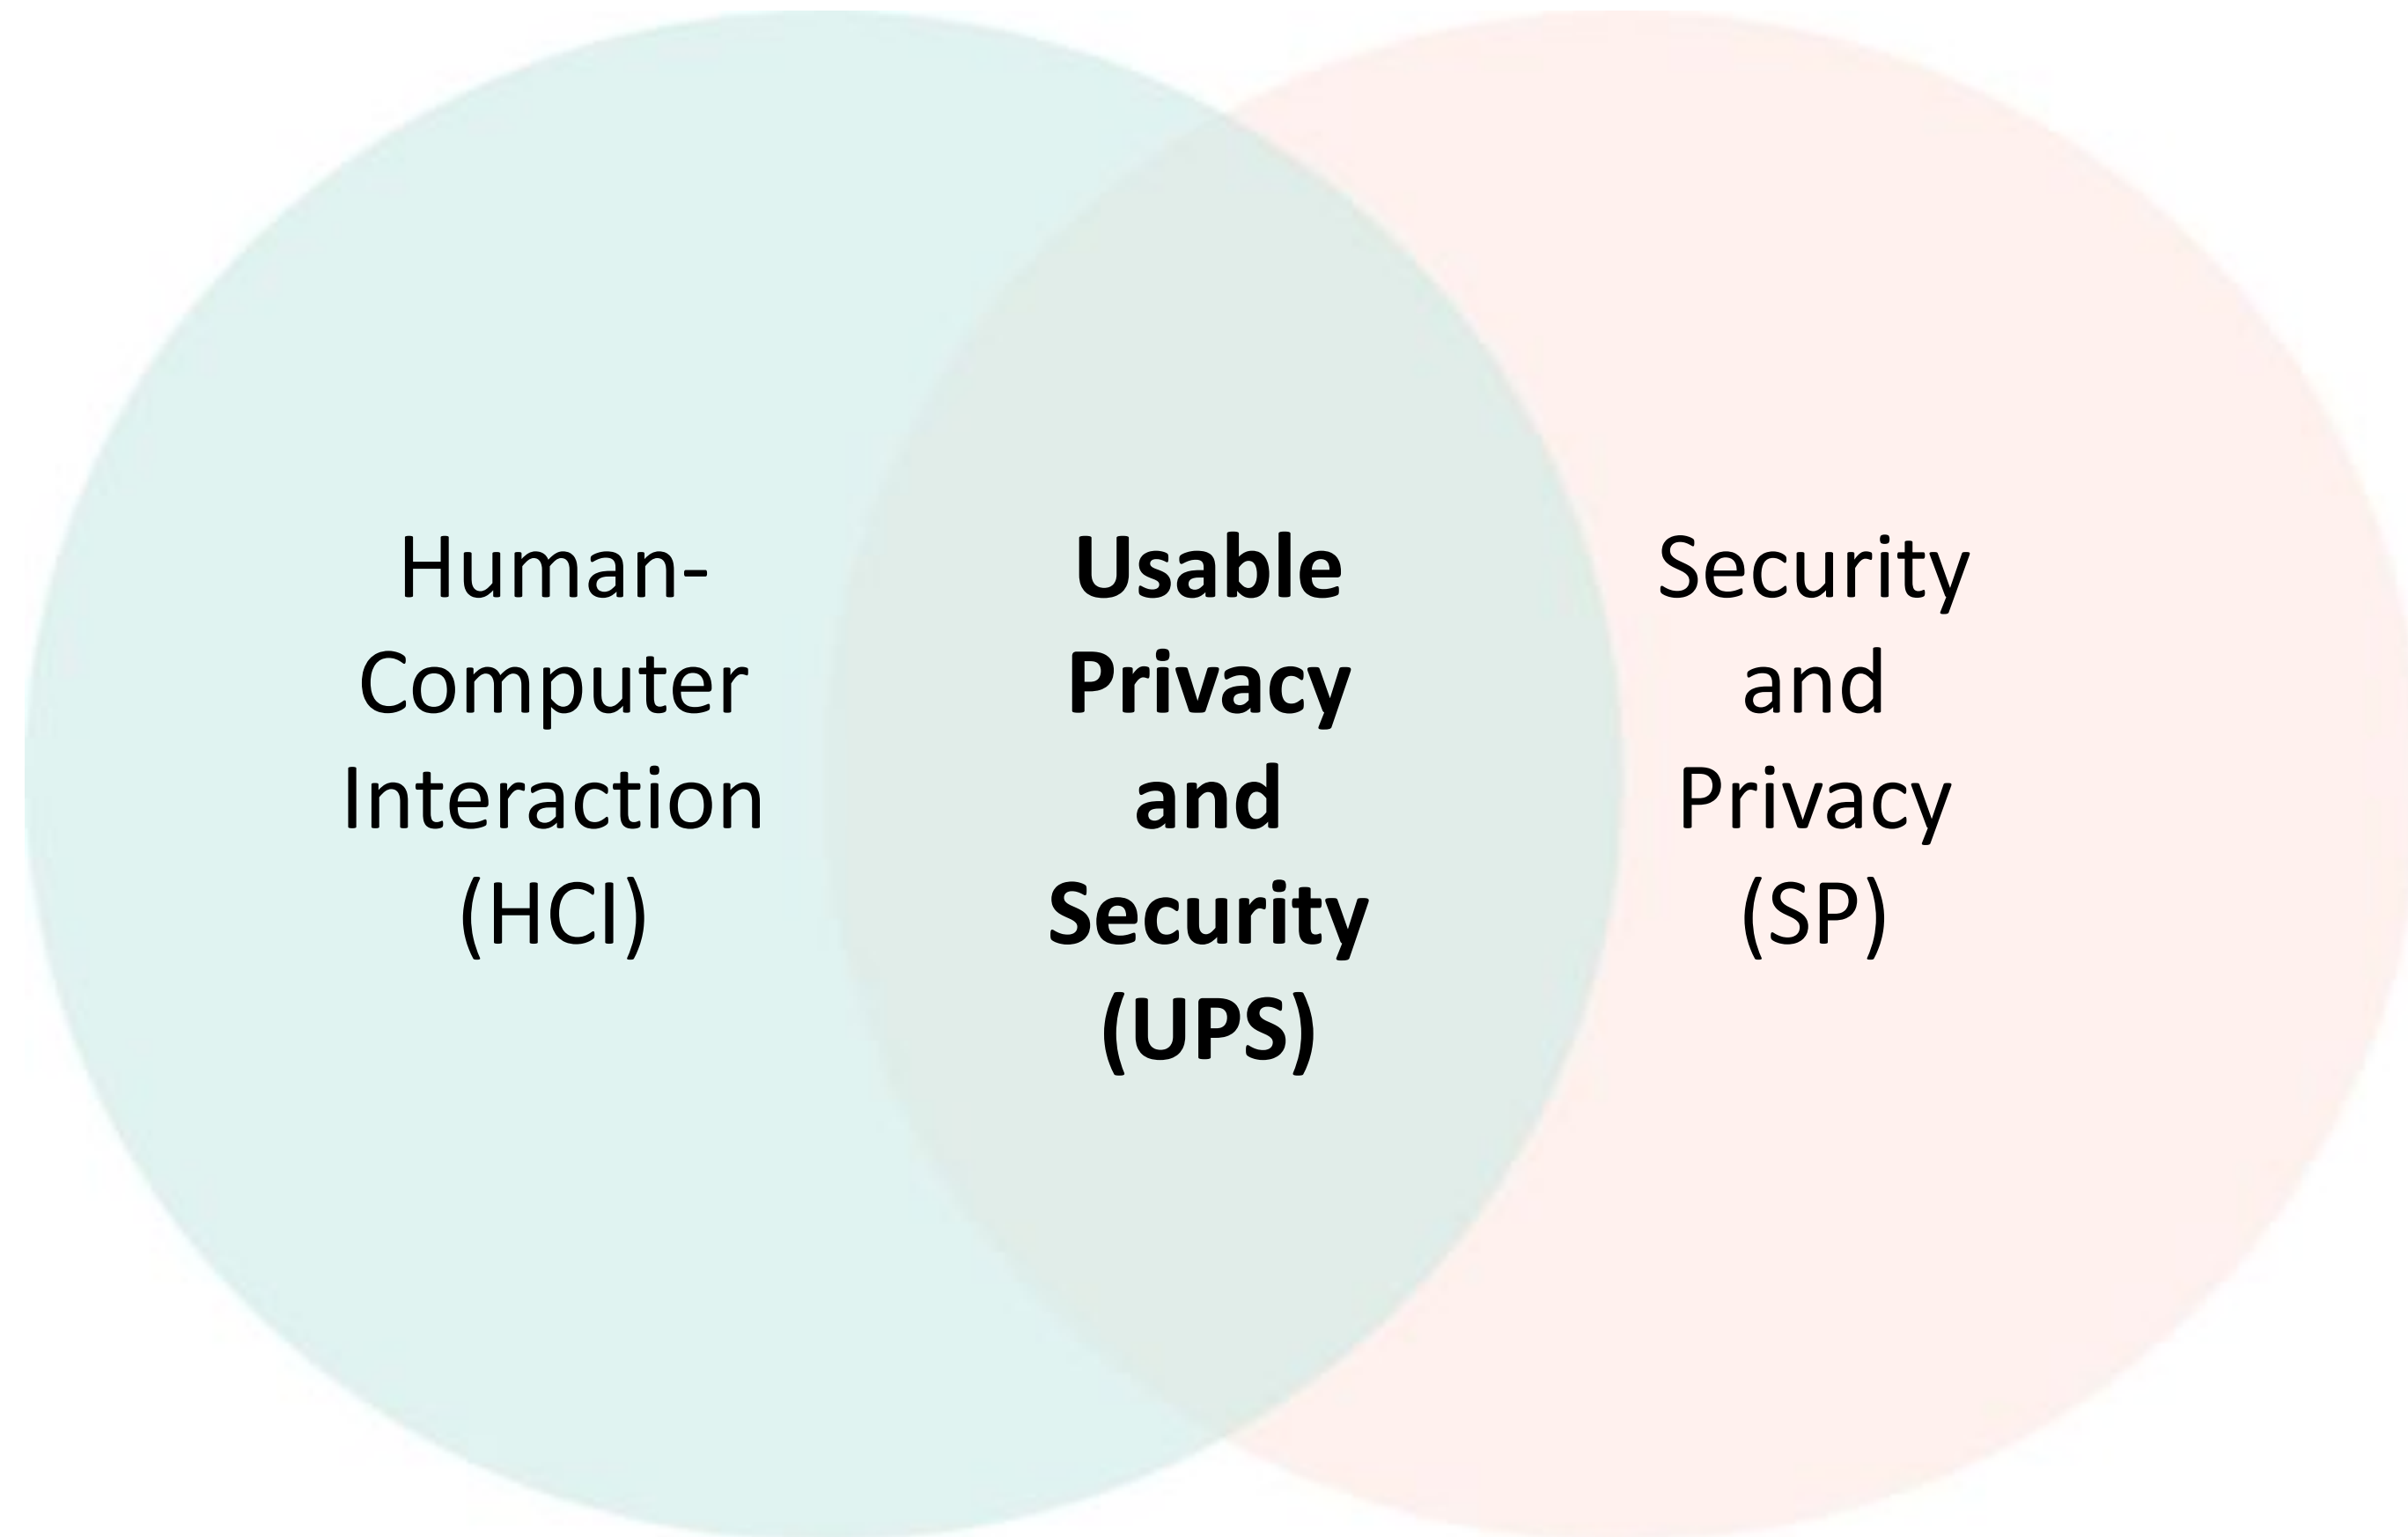 Human-
Computer
Interaction
(HCI)
Usable
Privacy
and
Security
(UPS)
Security
and
Privacy
(SP)